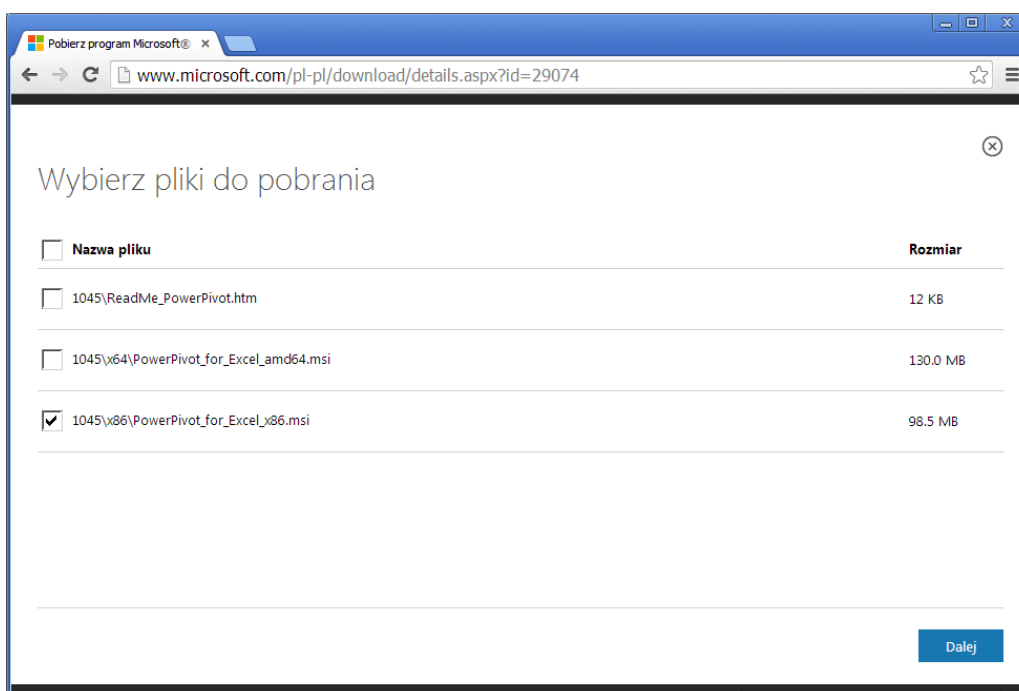 Pobierz program Microsoft®
www.microsoft.com/pl-pl/download/details.aspx?id=29074
Wybierz pliki do pobrania
Nazwa pliku Rozmiar
1045\ReadMe_PowerPivot.htm 12 KB
1045\x64\PowerPivot_for_Excel_amd64.msi 130.0 MB
1045\x86\PowerPivot_for_Excel_x86.msi 98.5 MB
Dalej